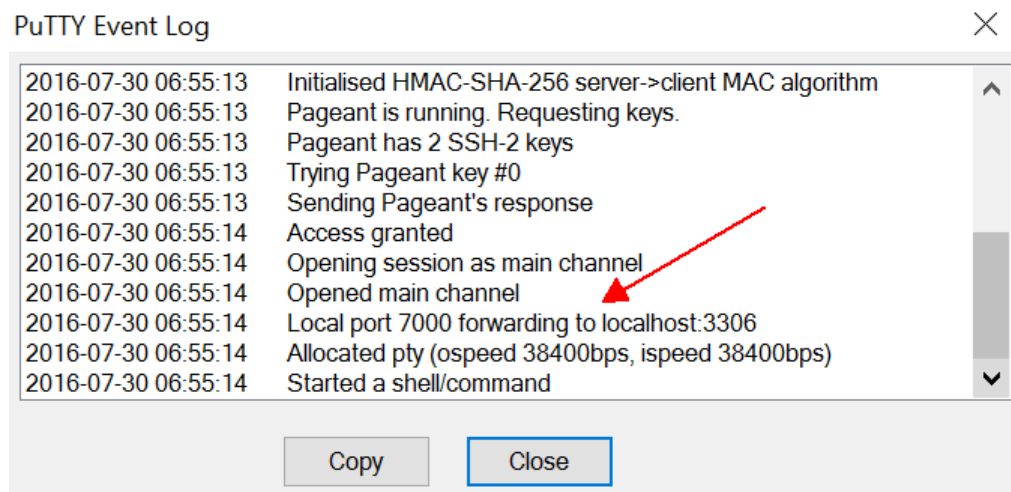 PuTTY Event Log
2016-07-30 06:55:13 Initialised HMAC-SHA-256 server->client MAC algorithm
2016-07-30 06:55:13 Pageant is running. Requesting keys.
2016-07-30 06:55:13 Pageant has 2 SSH-2 keys
2016-07-30 06:55:13 Trying Pageant key #0
2016-07-30 06:55:13 Sending Pageant's response
2016-07-30 06:55:14 Access granted
2016-07-30 06:55:14 Opening session as main channel
2016-07-30 06:55:14 Opened main channel
2016-07-30 06:55:14 Local port 7000 forwarding to localhost:3306
2016-07-30 06:55:14 Allocated pty (ospeed 38400bps, ispeed 38400bps)
2016-07-30 06:55:14 Started a shell/command
Copy Close